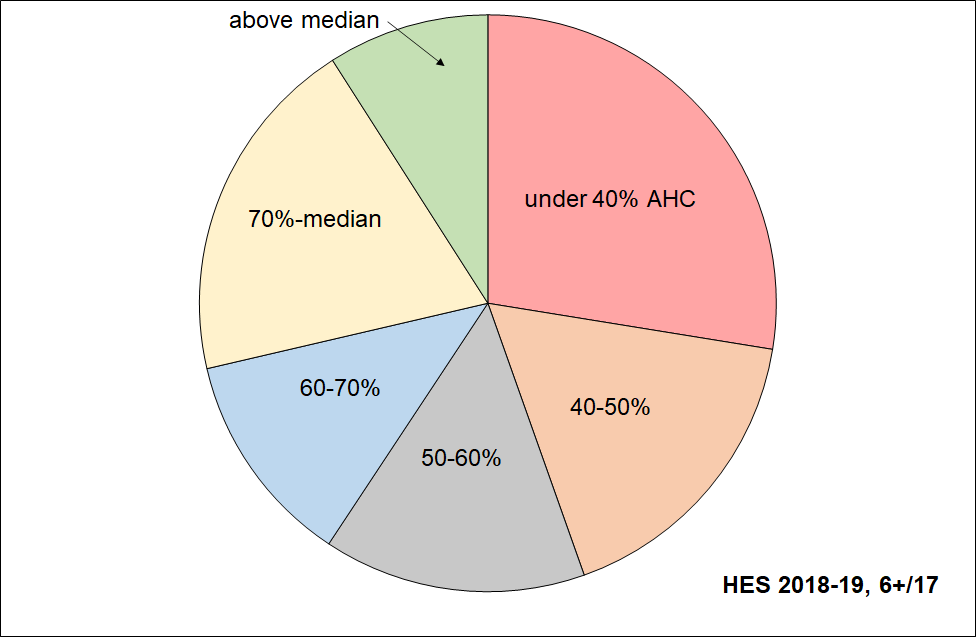 above median
under 40% AHC
70%-median
60-70%
40-50%
50-60%
HES 2018-19, 6+/17